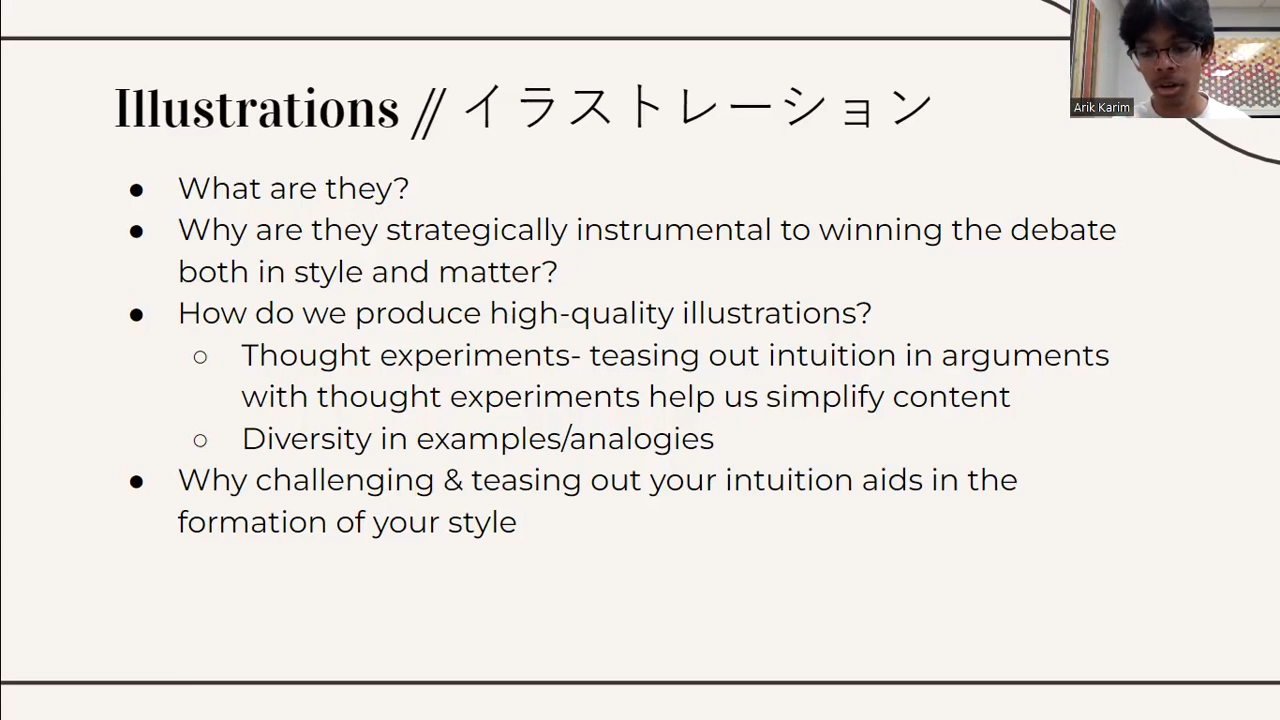 Illustrations // イラストレーション
Arik Karim
● What are they?
● Why are they strategically instrumental to winning the debate
both in style and matter?
● How do we produce high-quality illustrations?
○ Thought experiments- teasing out intuition in arguments
with thought experiments help us simplify content
○ Diversity in examples/analogies
● Why challenging & teasing out your intuition aids in the
formation of your style